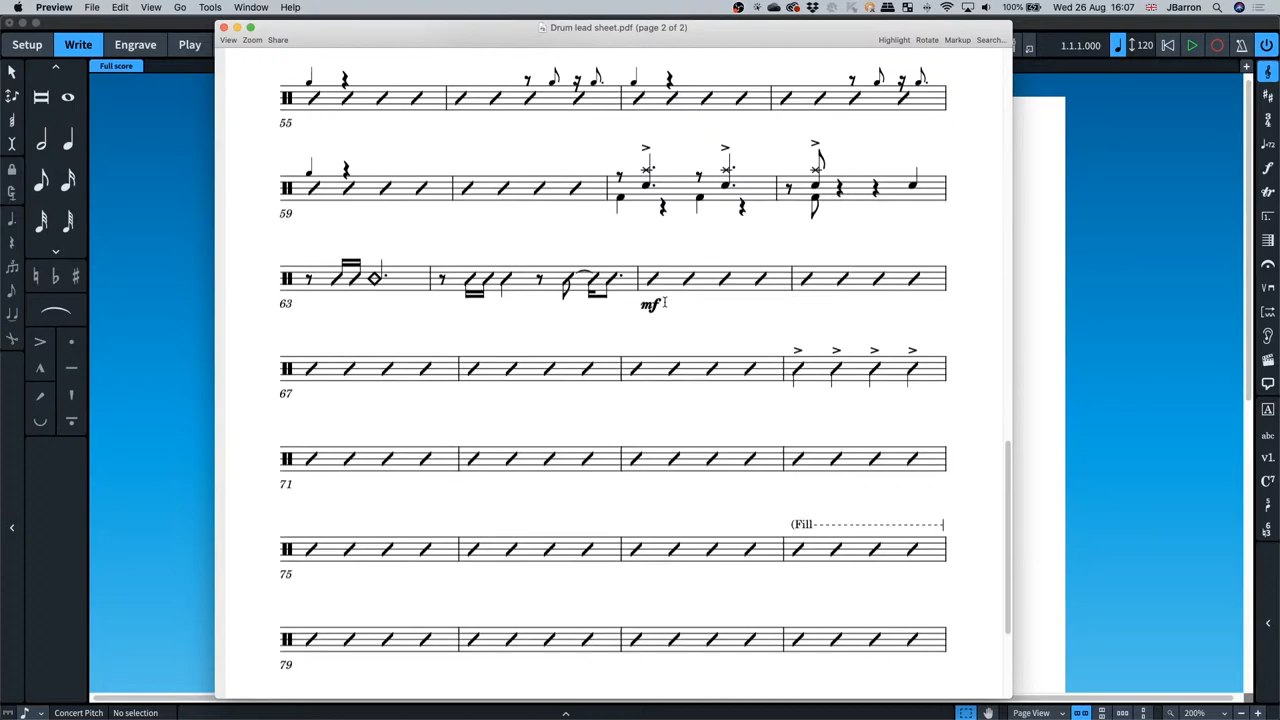 Preview File Edit View Go Tools Window Help
100% Wed 26 Aug 16:07 JBarron
Setup Write Engrave Play
Drum lead sheet.pdf (page 2 of 2)
1.1.1.000 120
View Zoom Share
Highlight Rotate Markup Search...
Full score
55
59
63
mf
67
71
(Fill
75
79
abc
v1.
C7
Concert Pitch No selection
Page View 200%